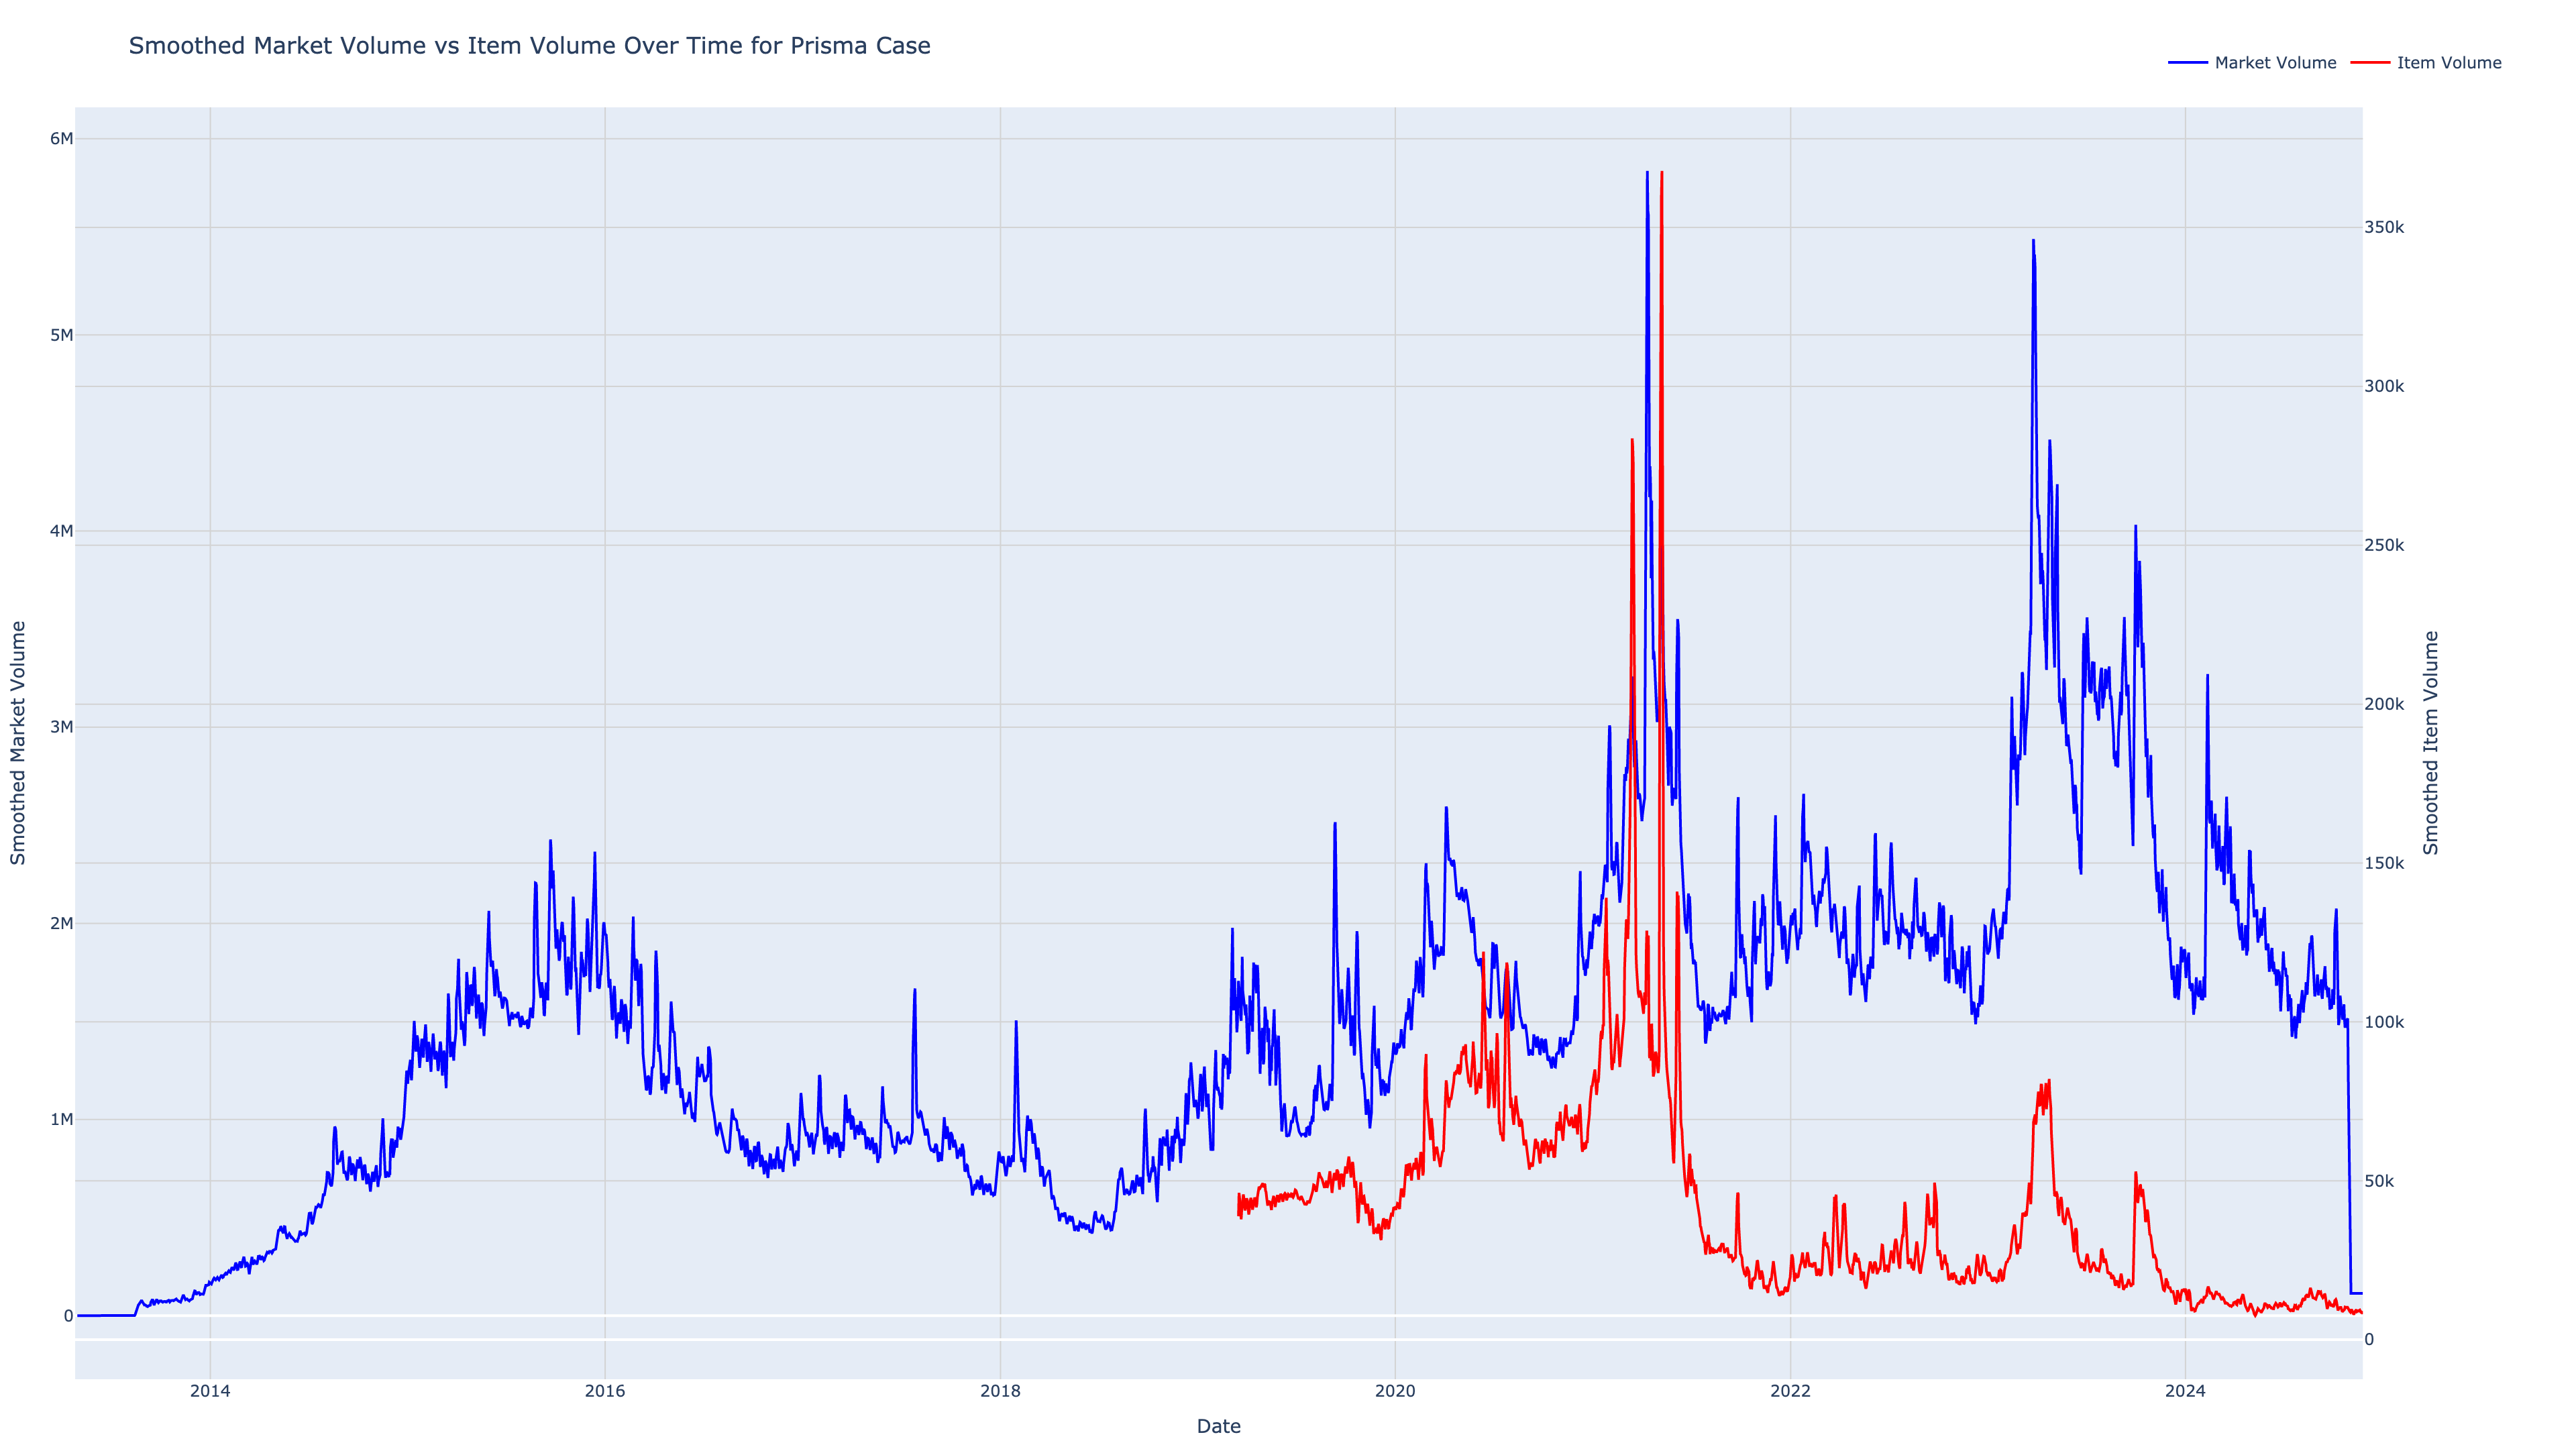 Smoothed Market Volume vs Item Volume Over Time for Prisma Case
Market Volume
Item Volume
6M
5M
4M
3M
2M
1M
0
Smoothed Market Volume
350k
300k
250k
200k
150k
100k
50k
0
Smoothed Item Volume
2014
2016
2018
2020
2022
2024
Date